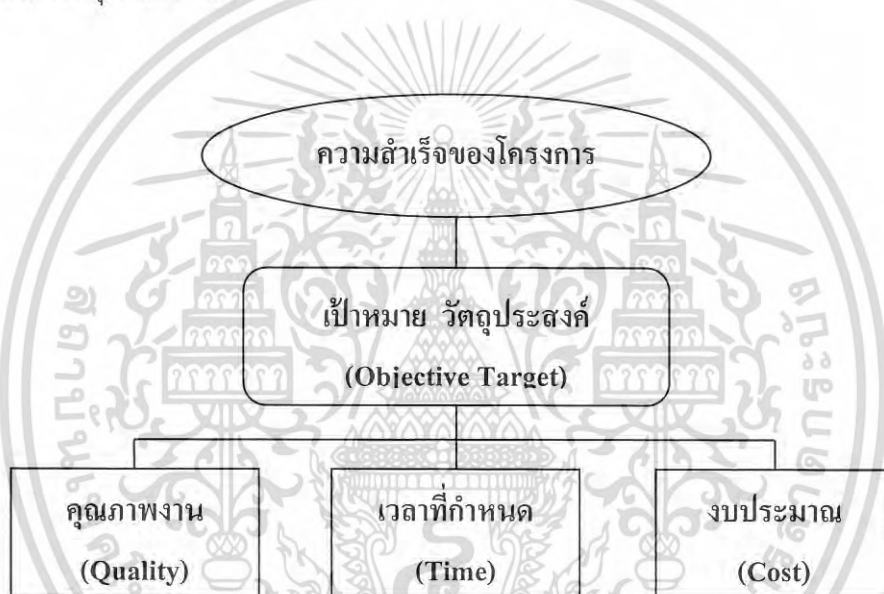 ความสำเร็จของโครงการ
เป้าหมาย วัตถุประสงค์
(Objective Target)
คุณภาพงาน
(Quality)
เวลาที่กำหนด
(Time)
งบประมาณ
(Cost)